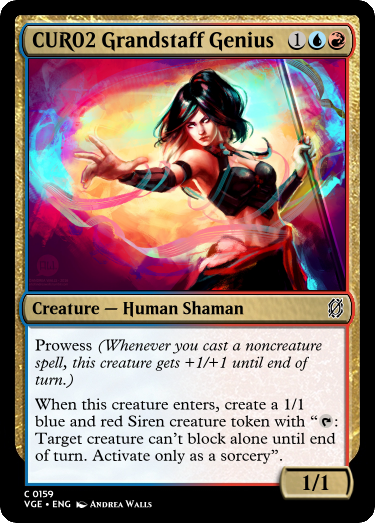 CUR02 Grandstaff Genius 1
Creature — Human Shaman
Prowess (Whenever you cast a noncreature
spell, this creature gets +1/+1 until end of
turn.)
When this creature enters, create a 1/1
blue and red Siren creature token with “:
Target creature can’t block alone until end
of turn. Activate only as a sorcery”.
1/1
C 0159
VGE • ENG Andrea Walls